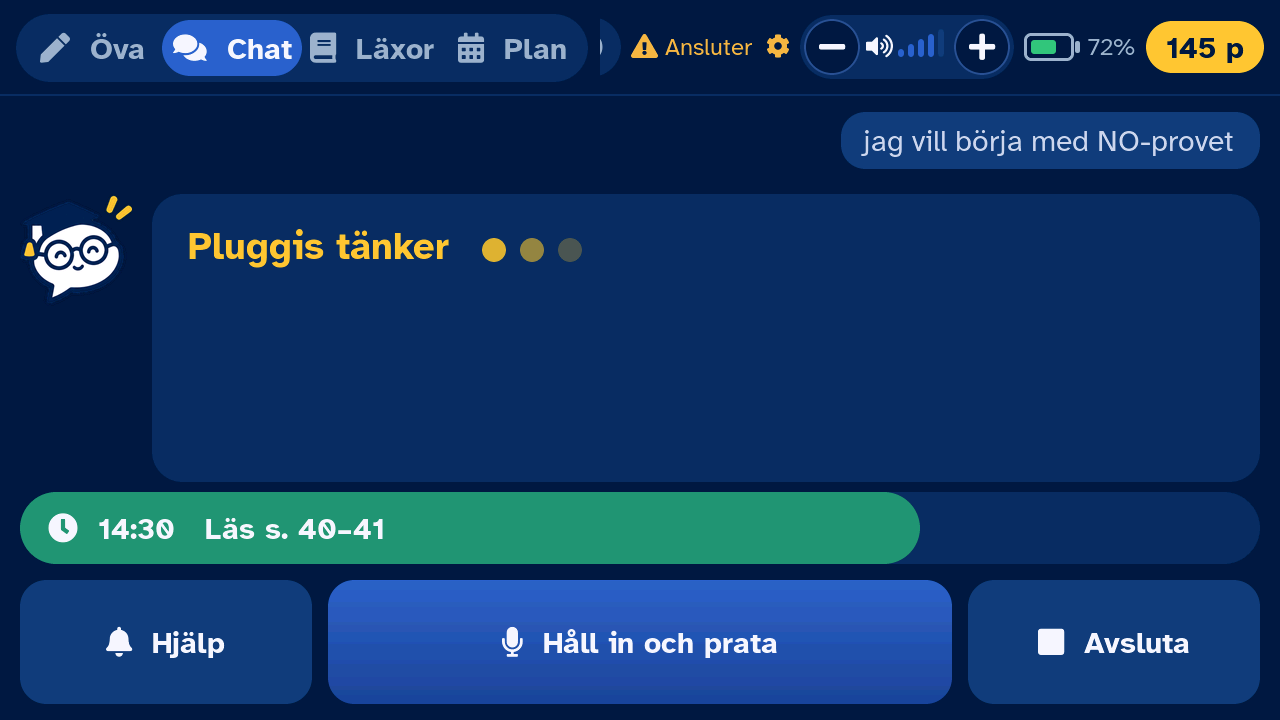 Öva
Chat
Läxor
Plan
Ansluter
72%
145 p
jag vill börja med NO-provet
Pluggis tänker
14:30 Läs s. 40–41
Hjälp
Håll in och prata
Avsluta